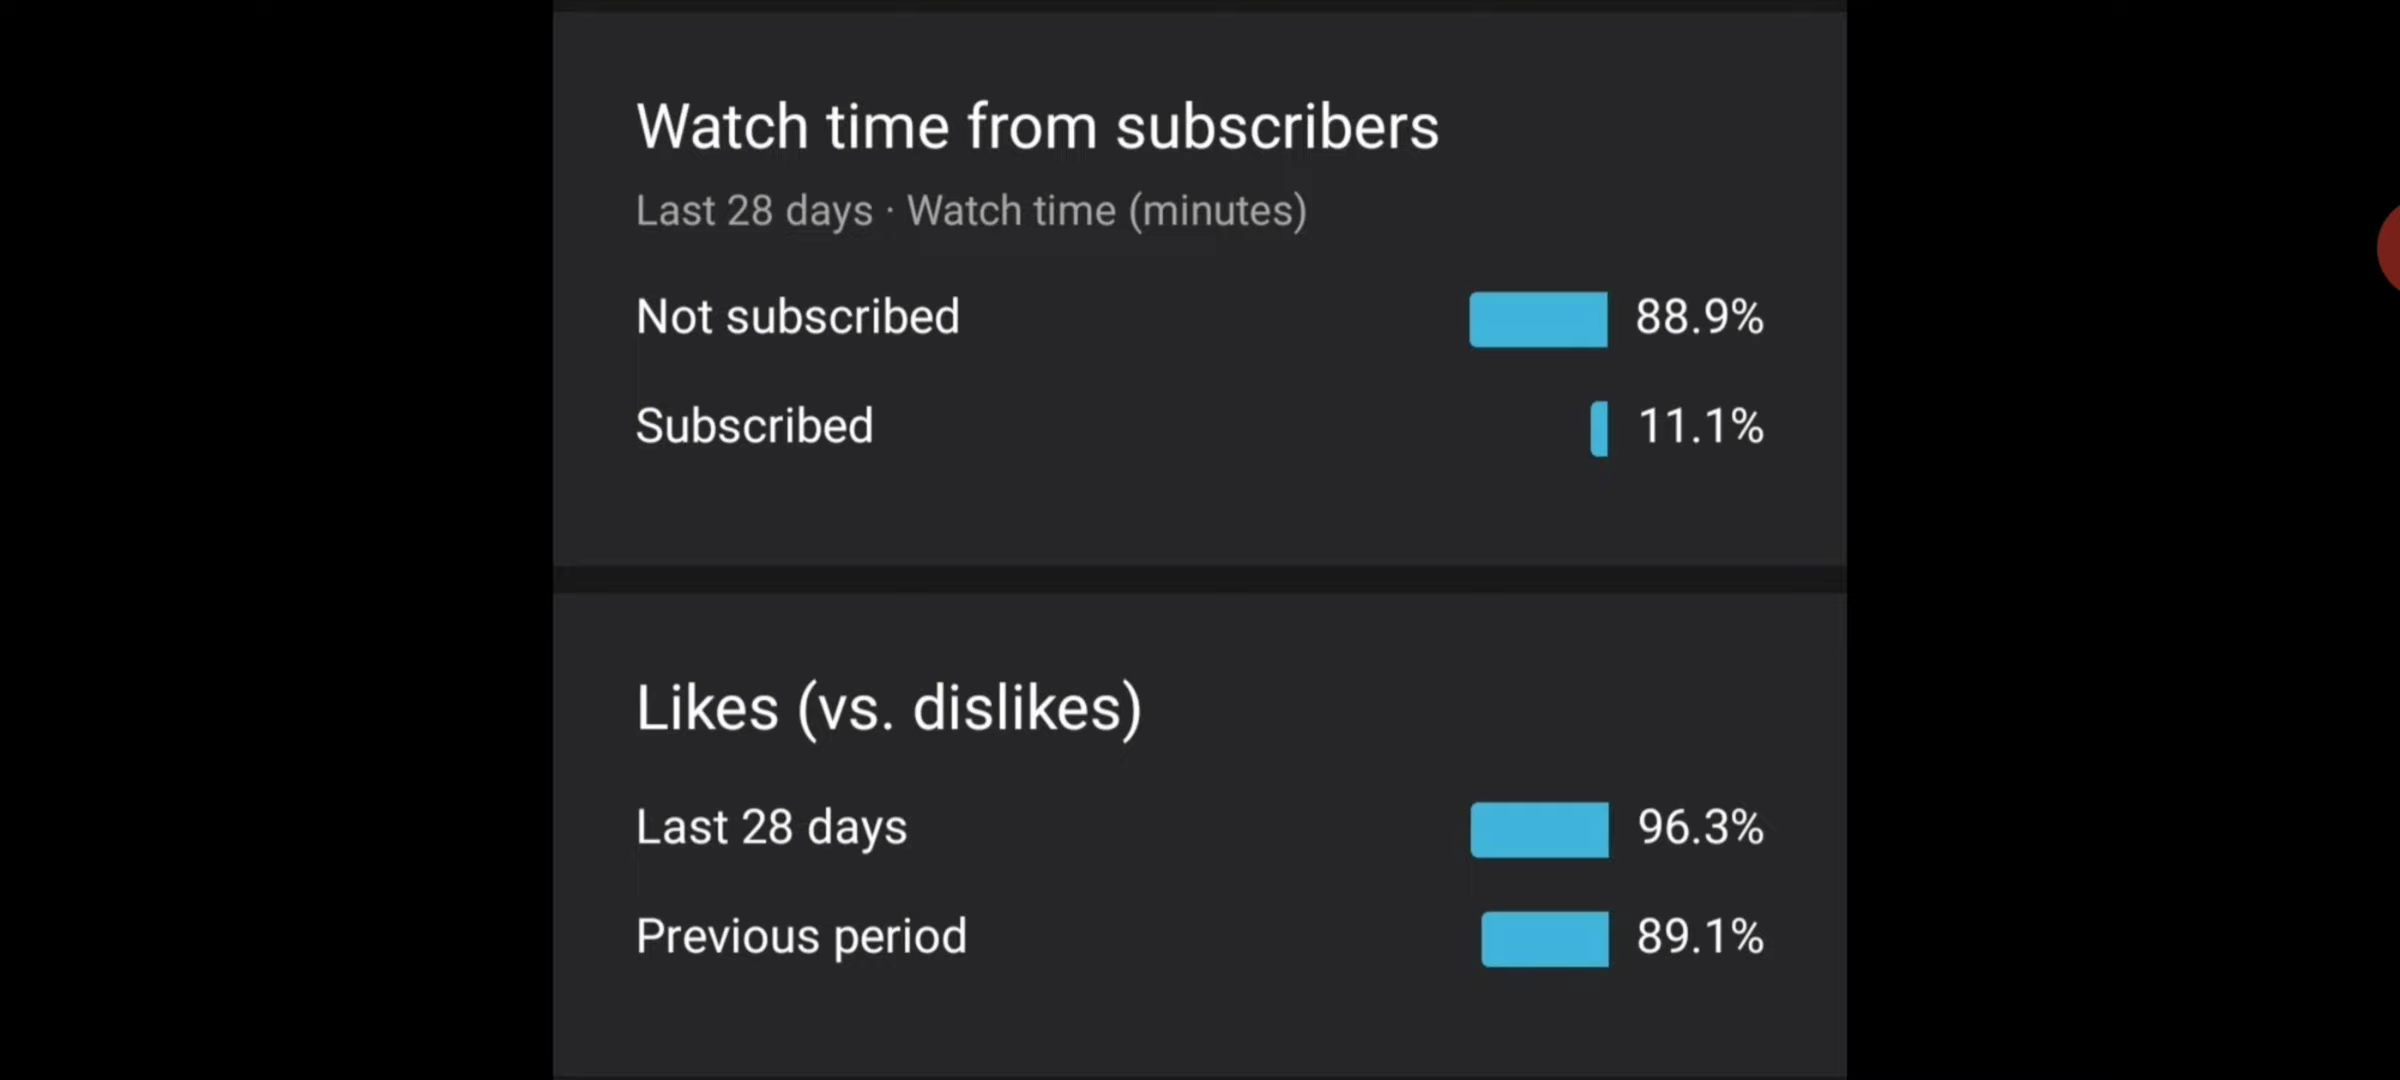 Watch time from subscribers
Last 28 days · Watch time (minutes)
Not subscribed 88.9%
Subscribed 11.1%
Likes (vs. dislikes)
Last 28 days 96.3%
Previous period 89.1%